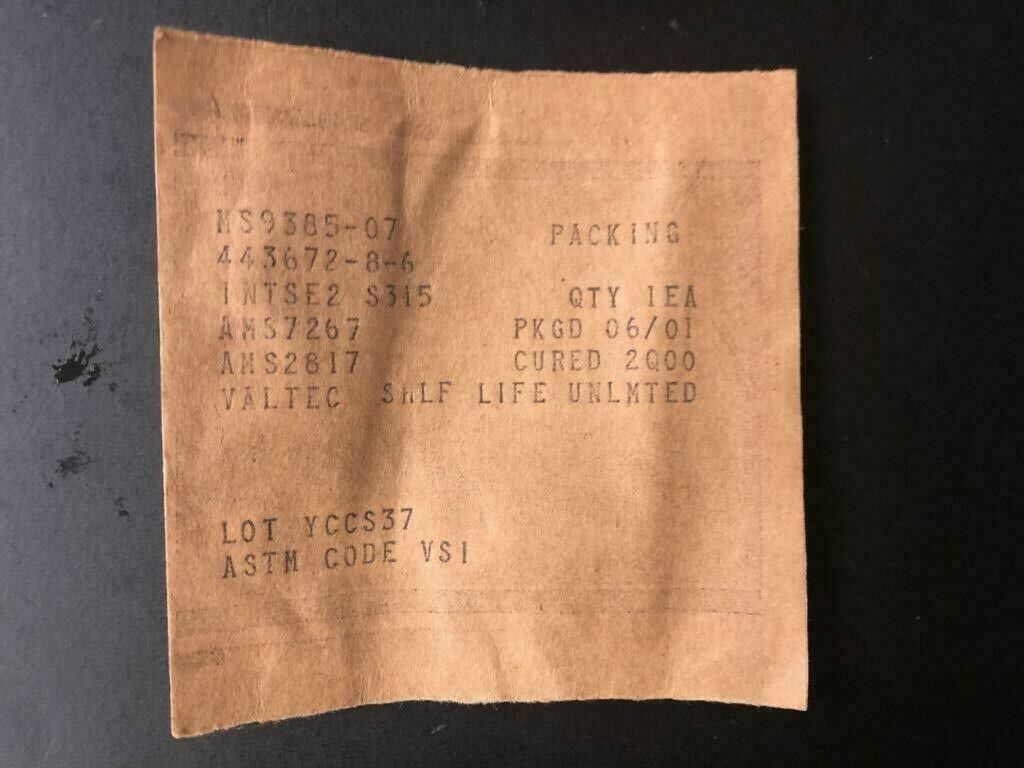 MS9385-07 PACKING
443672-8-6
INTSE2 S315 QTY 1EA
AMS7267 PKGD 06/01
AMS2817 CURED 2Q00
VALTEC SHLF LIFE UNLMTED
LOT YCCS37
ASTM CODE VSI